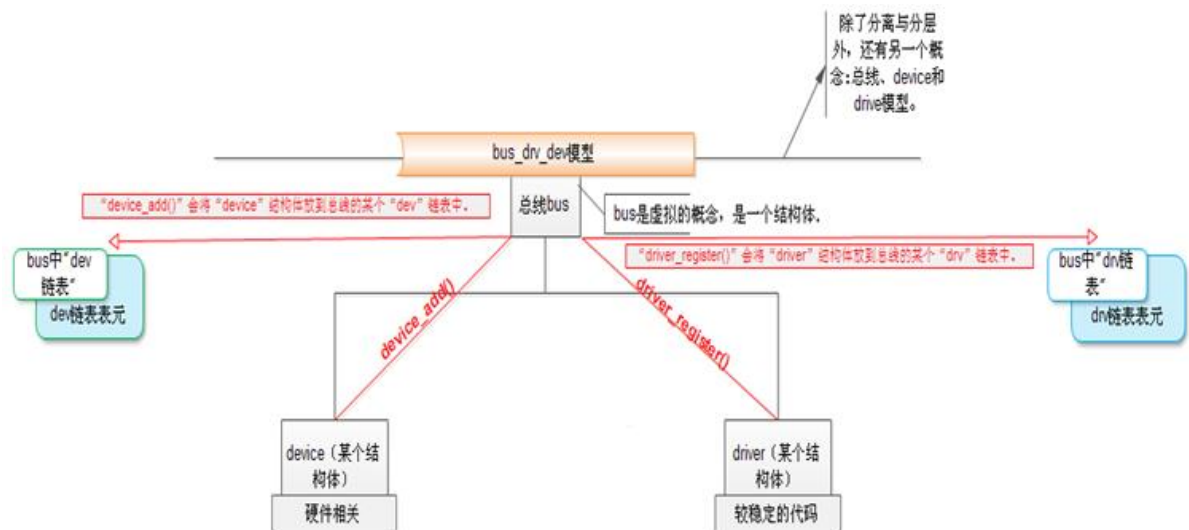 除了分离与分层
外，还有另一个概
念:总线、device和
drive模型。
bus_drv_dev模型
“device_add()” 会将 “device” 结构体放到总线的某个 “dev” 链表中。
总线bus
bus是虚拟的概念，是一个结构体.
“driver_register()” 会将 “driver” 结构体放到总线的某个 “drv” 链表中。
bus中“dev
链表”
dev链表表元
bus中“drv链
表”
drv链表表元
device_add()
driver_register()
device（某个结
构体）
硬件相关
driver（某个结
构体）
较稳定的代码